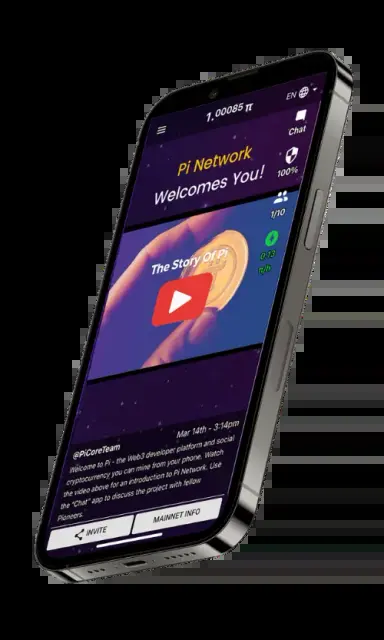 EN
1.00085 π
Chat
Pi Network
Welcomes You!
100%
1/10
The Story Of Pi
Mar 14th - 3:14pm
@PiCoreTeam
Welcome to Pi - the Web3 developer platform and social
cryptocurrency you can mine from your phone. Watch
the video above for an introduction to Pi Network. Use
the "Chat" app to discuss the project with fellow
Pioneers.
INVITE
MAINNET INFO